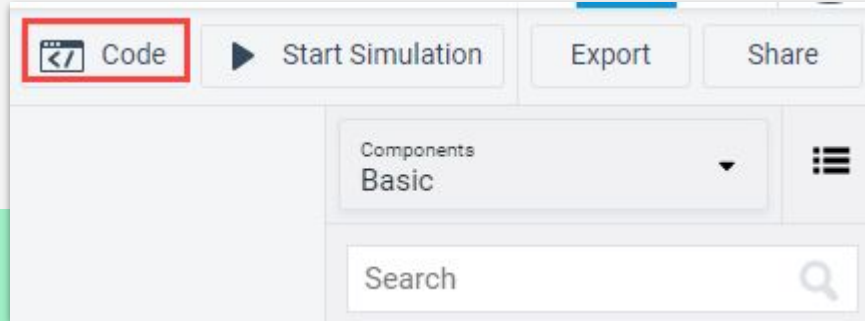 Code Start Simulation Export Share
Components
Basic
Search